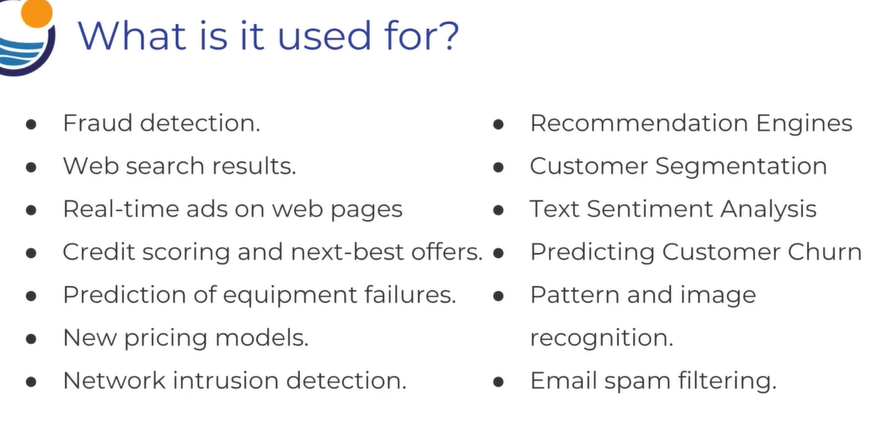 What is it used for?
● Fraud detection.
● Web search results.
● Real-time ads on web pages
● Credit scoring and next-best offers.
● Prediction of equipment failures.
● New pricing models.
● Network intrusion detection.
● Recommendation Engines
● Customer Segmentation
● Text Sentiment Analysis
● Predicting Customer Churn
● Pattern and image
recognition.
● Email spam filtering.